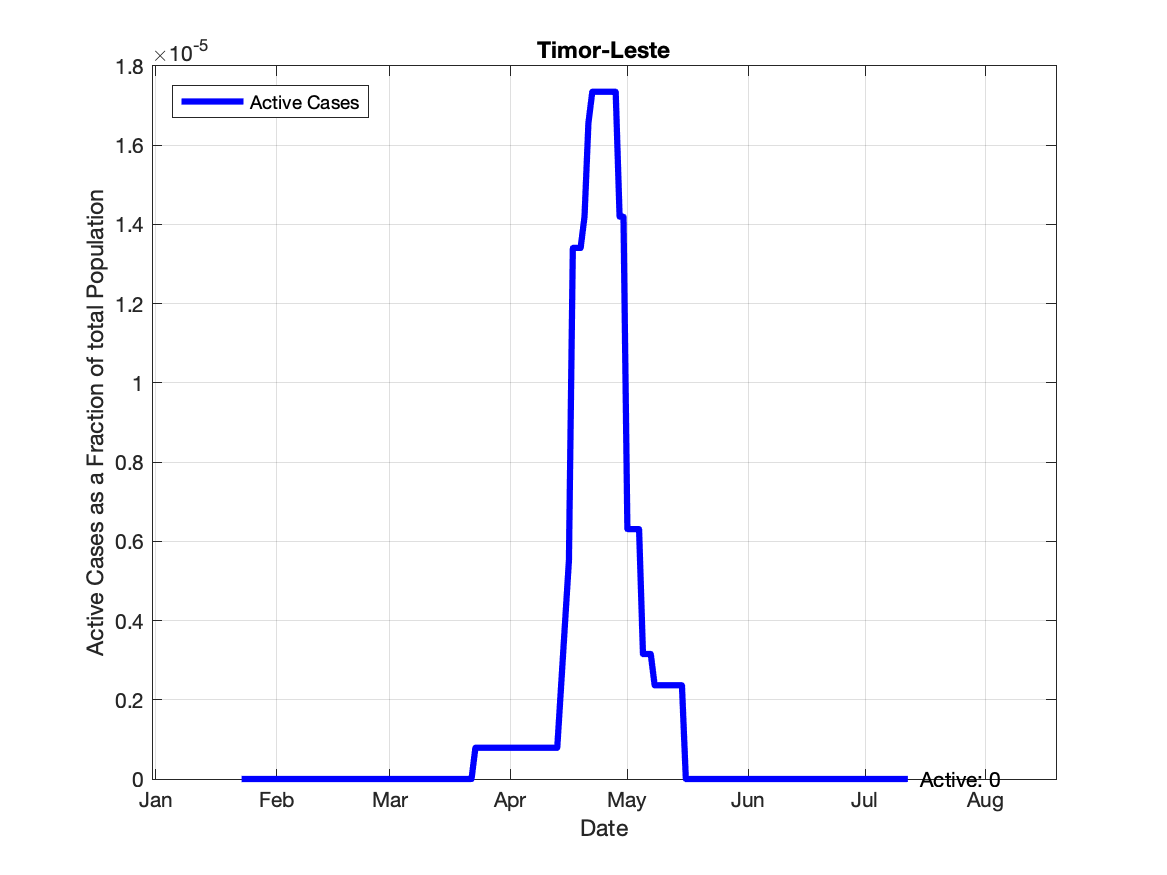 ×10-5
Timor-Leste
Active Cases
1.8
1.6
1.4
1.2
1
0.8
0.6
0.4
0.2
0
Active Cases as a Fraction of total Population
Active: 0
Jan Feb Mar Apr May Jun Jul Aug
Date